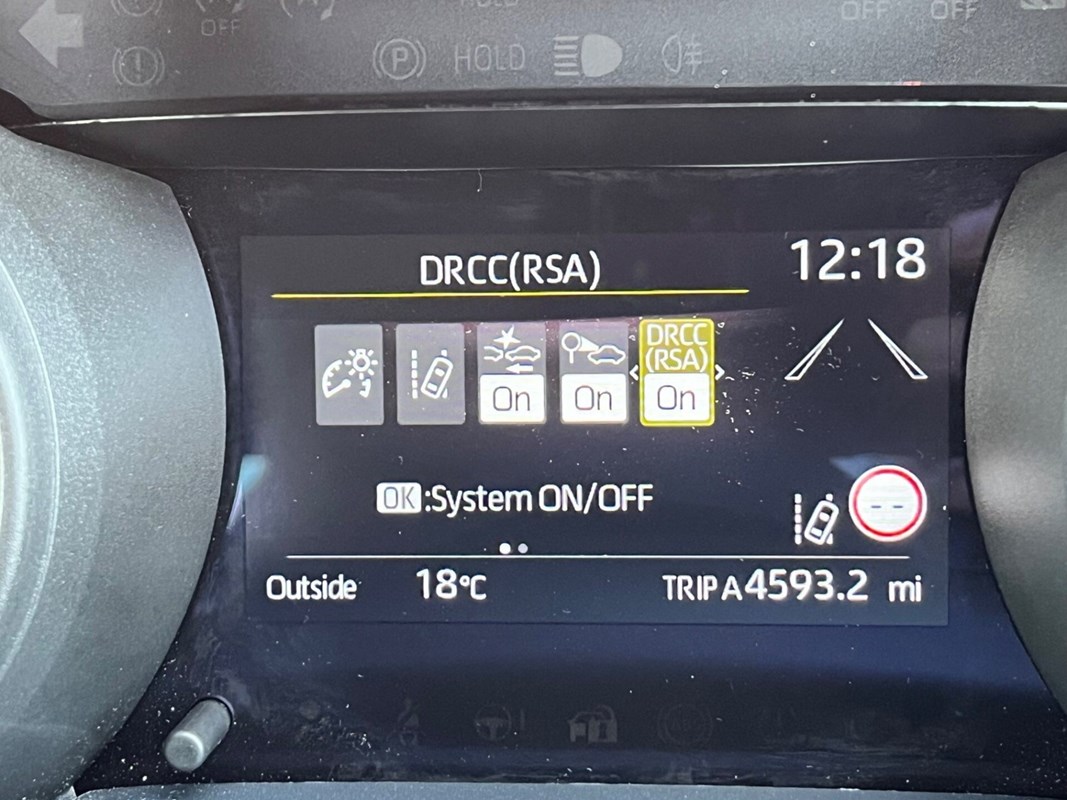 HOLD
OFF
OFF
OFF
P HOLD
DRCC(RSA)
12:18
DRCC
(RSA)
On
On
On
OK:System ON/OFF
--
Outside 18°C
TRIP A 4593.2 mi